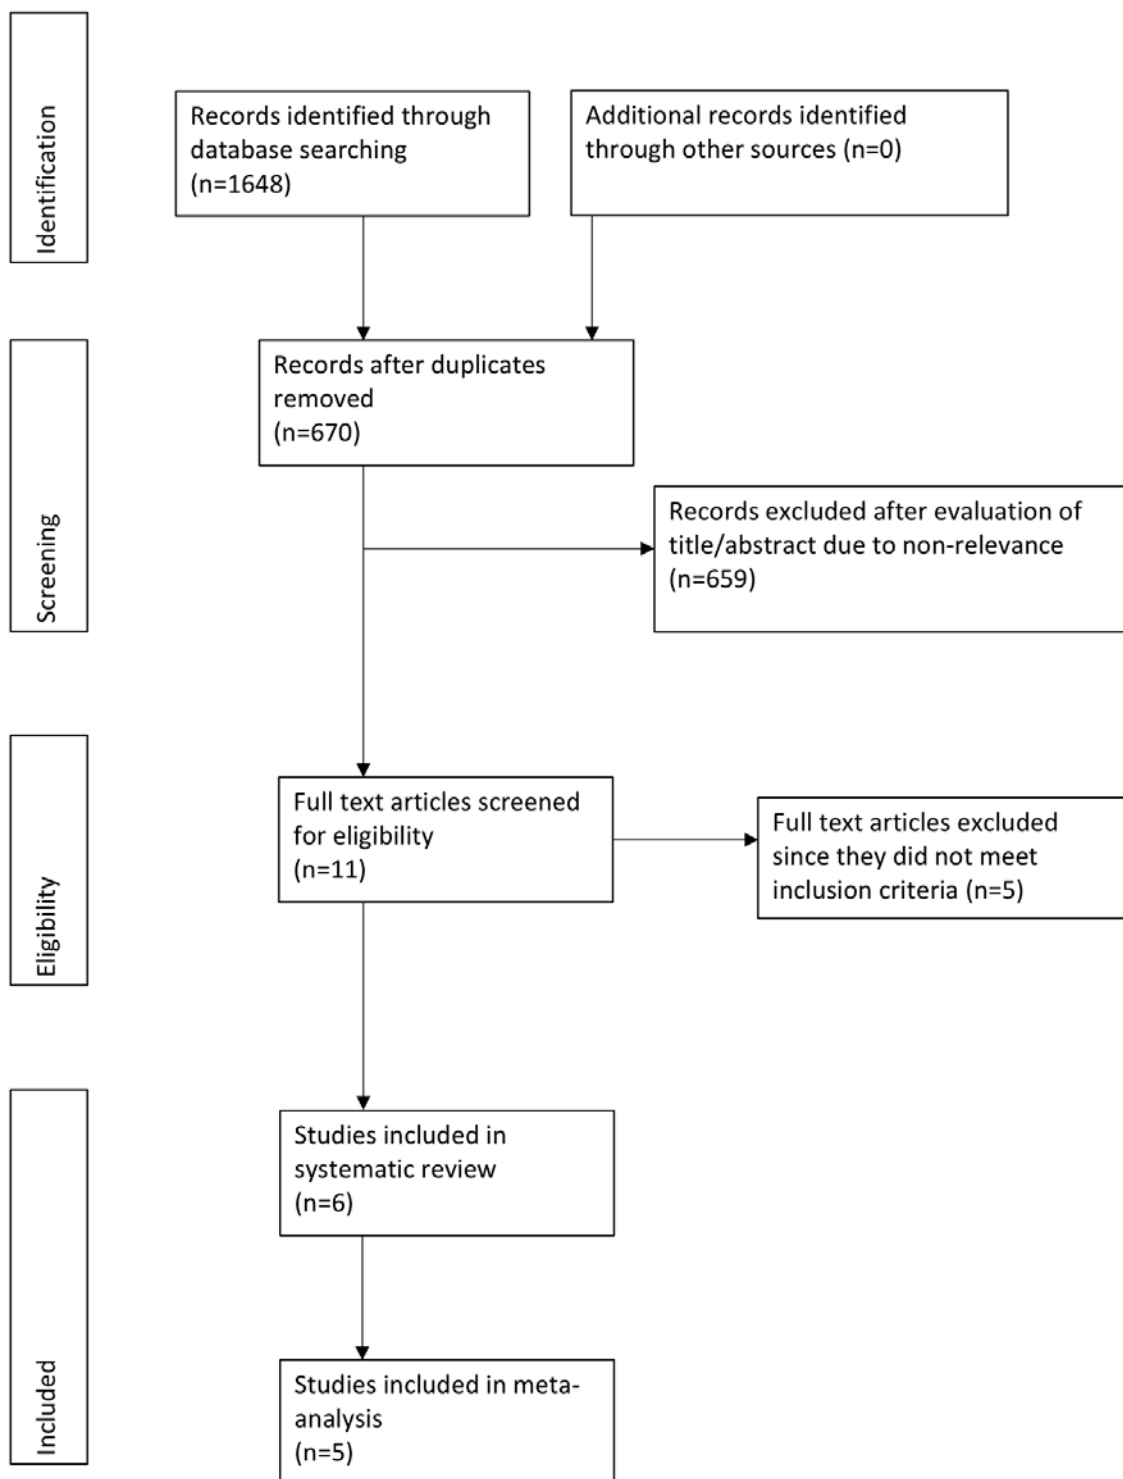 Identification
Records identified through
database searching
(n=1648)
Additional records identified
through other sources (n=0)
Screening
Records after duplicates
removed
(n=670)
Records excluded after evaluation of
title/abstract due to non-relevance
(n=659)
Eligibility
Full text articles screened
for eligibility
(n=11)
Full text articles excluded
since they did not meet
inclusion criteria (n=5)
Included
Studies included in
systematic review
(n=6)
Studies included in meta-
analysis
(n=5)